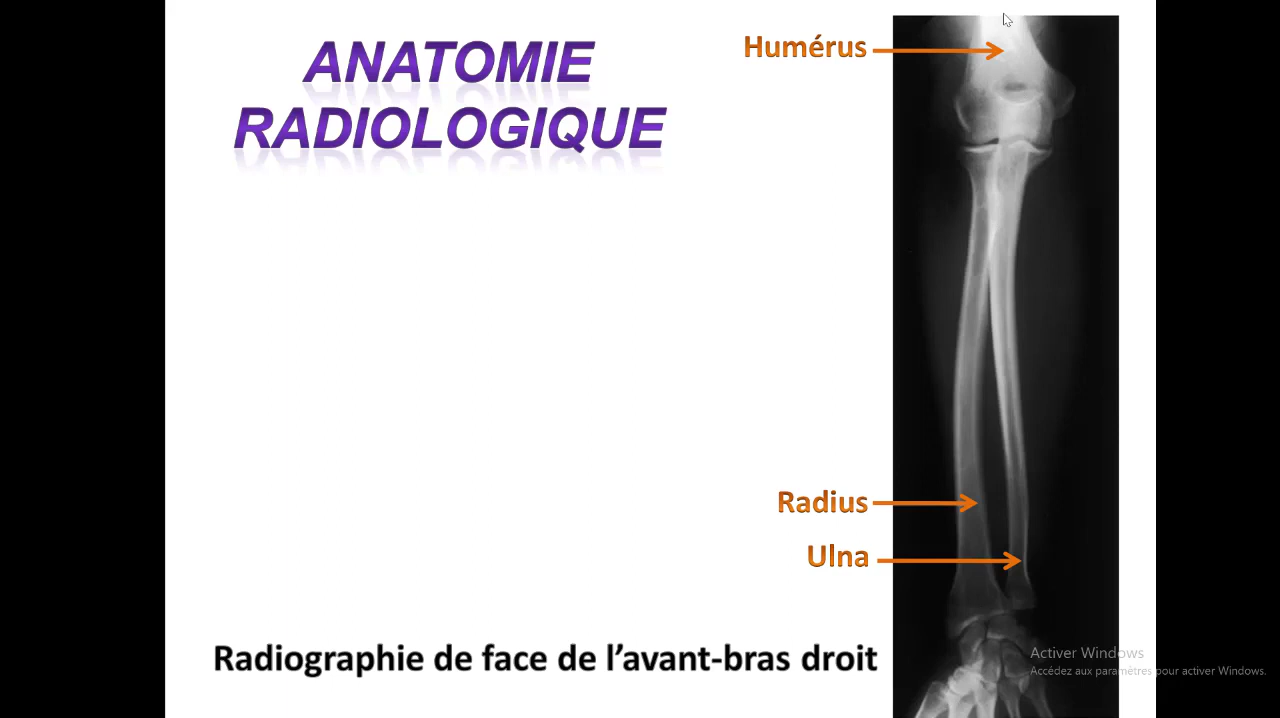 ANATOMIE
RADIOLOGIQUE
Humérus
Radius
Ulna
Radiographie de face de l’avant-bras droit
Activer Windows
Accédez aux paramètres pour activer Windows.